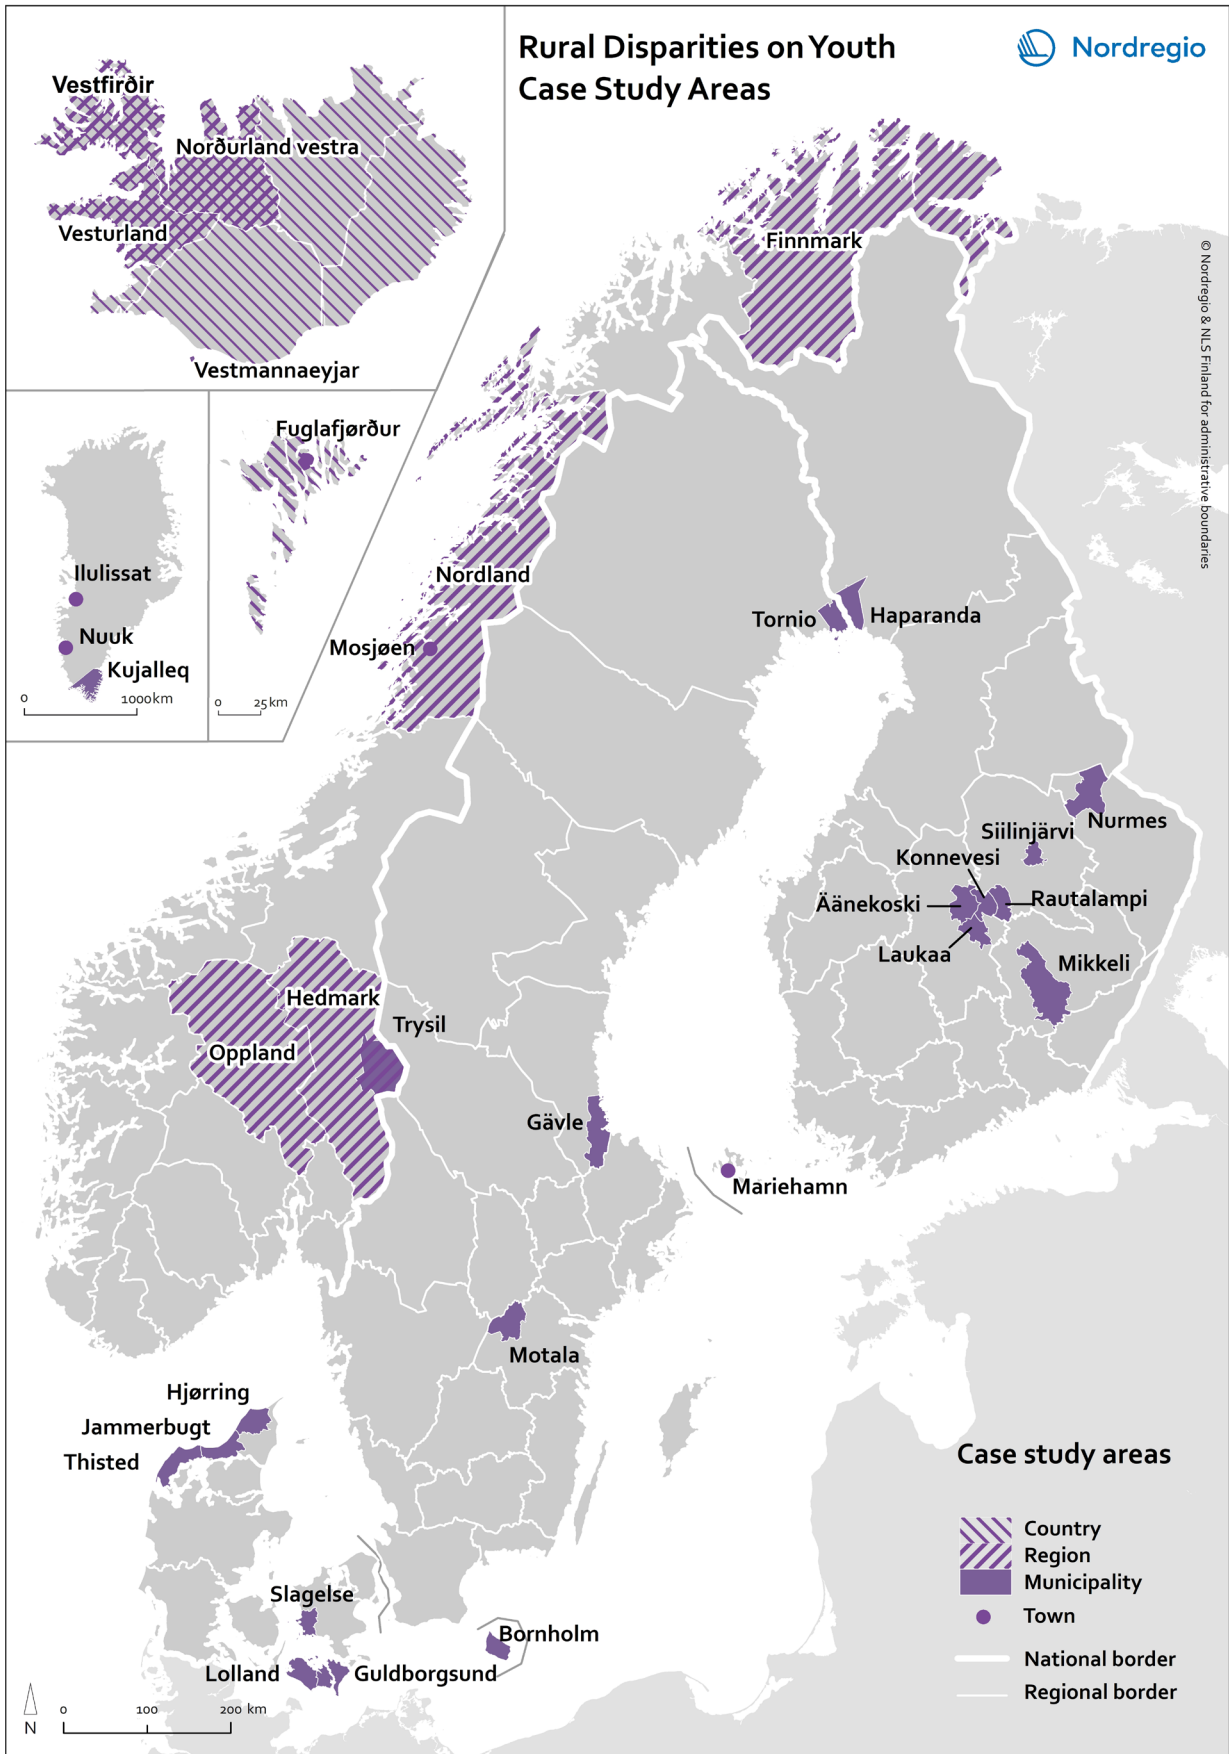 Rural Disparities on Youth
Case Study Areas
Nordregio
Vestfirðir
Norðurland vestra
Vesturland
Vestmannaeyjar
Finnmark
© Nordregio & NLS Finland for administrative boundaries
Fuglafjørður
Ilulissat
Nuuk
Kujalleq
0 1000km
0 25km
Nordland
Mosjøen
Tornio
Haparanda
Nurmes
Siilinjärvi
Konnevesi
Äänekoski
Rautalampi
Laukaa
Mikkeli
Hedmark
Trysil
Oppland
Gävle
Mariehamn
Motala
Hjørring
Jammerbugt
Thisted
Slagelse
Bornholm
Lolland
Guldborgsund
N
0 100 200 km
Case study areas
Country
Region
Municipality
Town
National border
Regional border